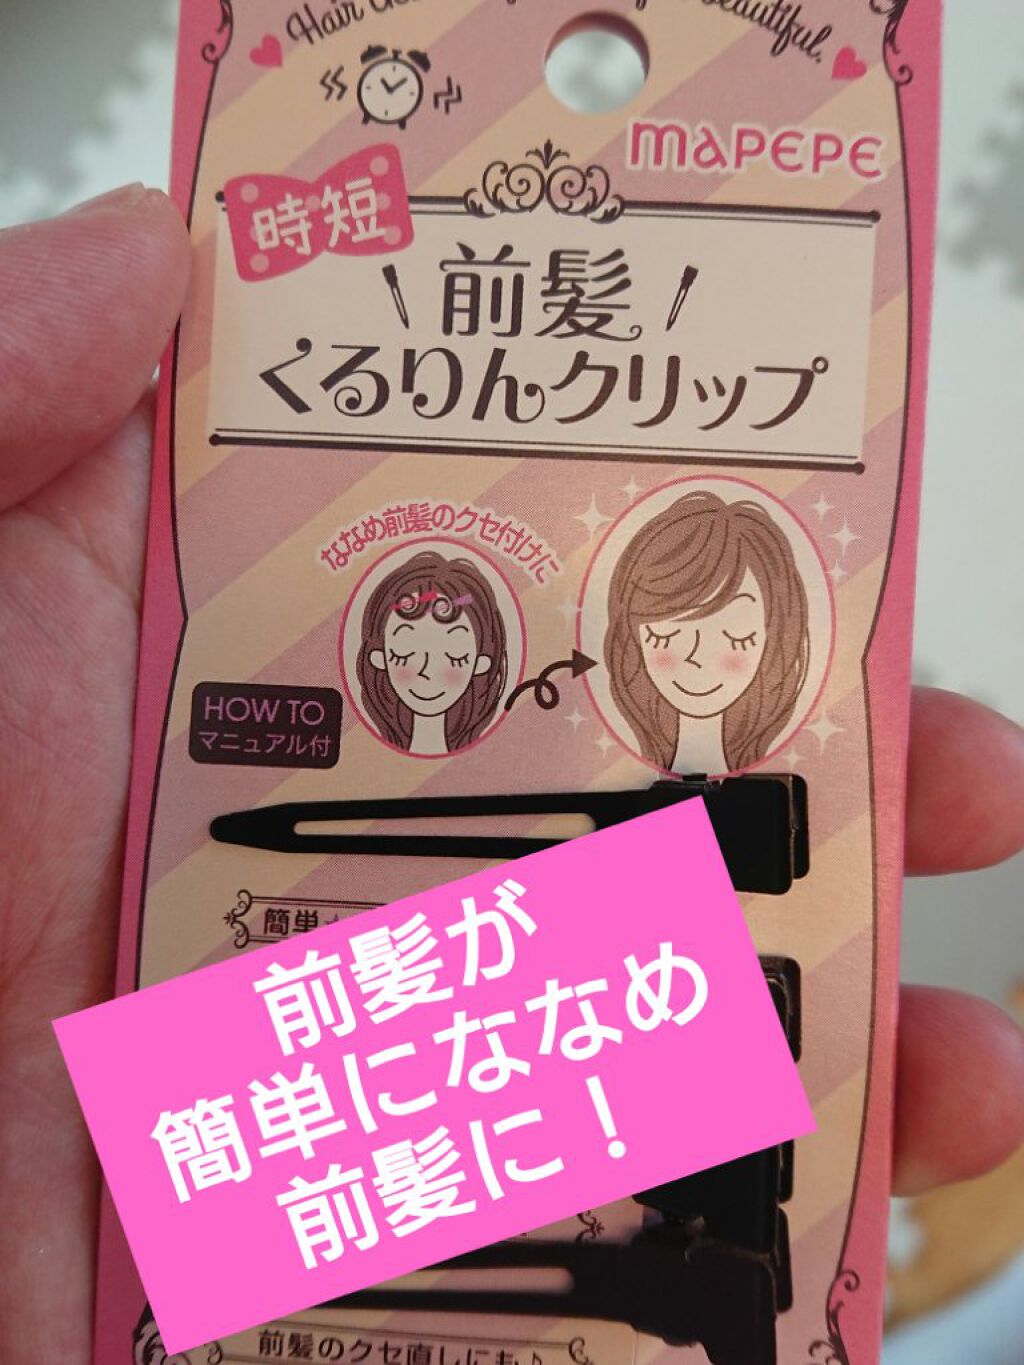 Hair
beautiful.
mapepe
時短
前髪
くるりんクリップ
ななめ前髪のクセ付けに
HOW TO
マニュアル付
簡単
前髪が
簡単にななめ
前髪に！
前髪のクセ直しにも♪